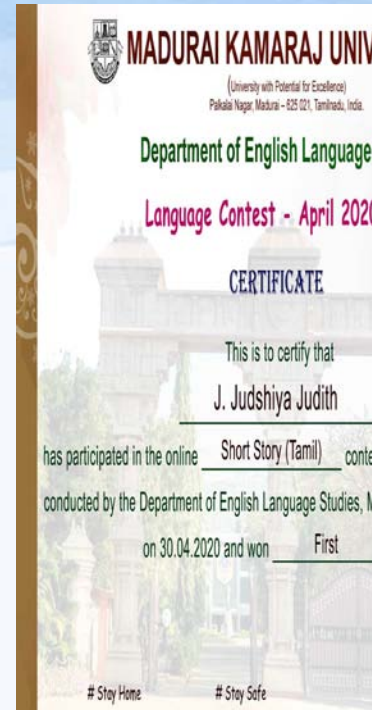 MADURAI KAMARAJ UNIV
(University with Potential for Excellence)
Palkalai Nagar, Madurai – 625 021, Tamilnadu, India.
Department of English Language
Language Contest - April 2020
CERTIFICATE
This is to certify that
J. Judshiya Judith
has participated in the online Short Story (Tamil) conte
conducted by the Department of English Language Studies, M
on 30.04.2020 and won First
# Stay Home # Stay Safe